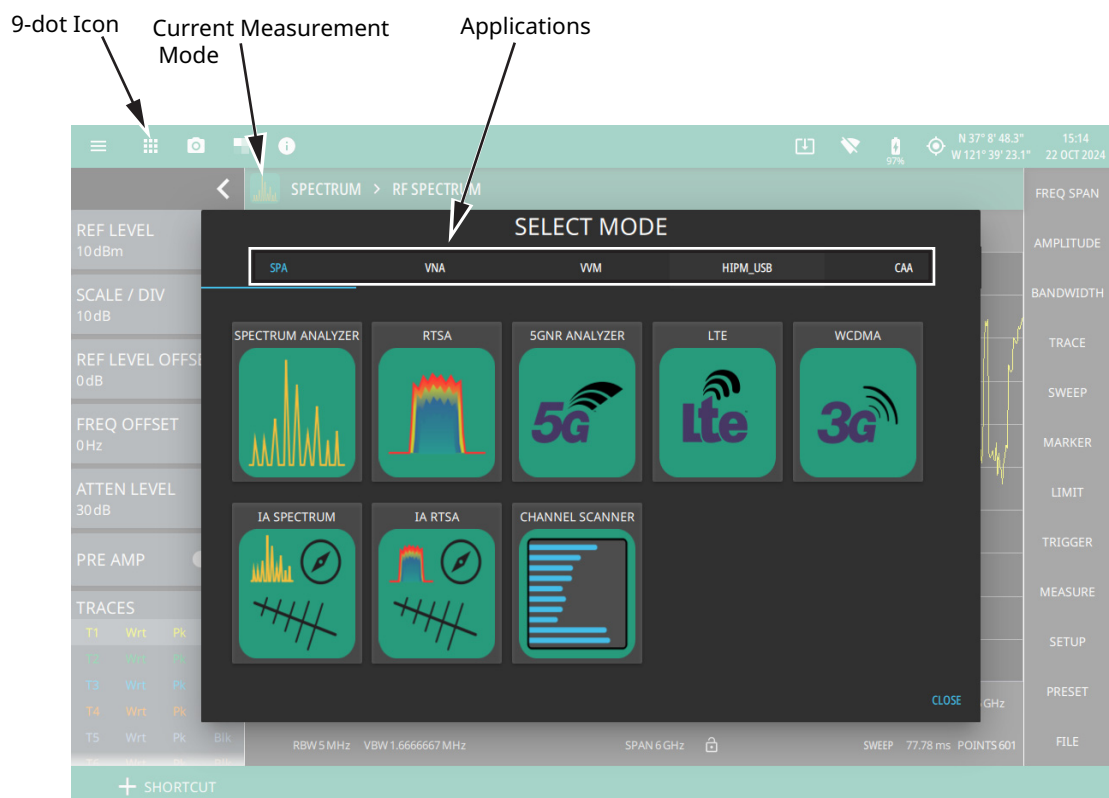 9-dot Icon
Current Measurement
Mode
Applications
97%
N 37° 8' 48.3"
W 121° 39' 23.1"
15:14
22 OCT 2024
SPECTRUM > RF SPECTRUM
FREQ SPAN
AMPLITUDE
BANDWIDTH
TRACE
SWEEP
MARKER
LIMIT
TRIGGER
MEASURE
SETUP
PRESET
FILE
REF LEVEL
10 dBm
SCALE / DIV
10 dB
REF LEVEL OFFSE
0 dB
FREQ OFFSET
0 Hz
ATTEN LEVEL
30 dB
PRE AMP
TRACES
T1 Wrt Pk
T2 Wrt Pk
T3 Wrt Pk
T4 Wrt Pk
T5 Wrt Pk Blk
SELECT MODE
SPA VNA VVM HIPM_USB CAA
SPECTRUM ANALYZER RTSA 5GNR ANALYZER LTE WCDMA
5G lte 3G
IA SPECTRUM IA RTSA CHANNEL SCANNER
CLOSE
GHz
RBW 5 MHz VBW 1.6666667 MHz SPAN 6 GHz SWEEP 77.78 ms POINTS 601
+ SHORTCUT